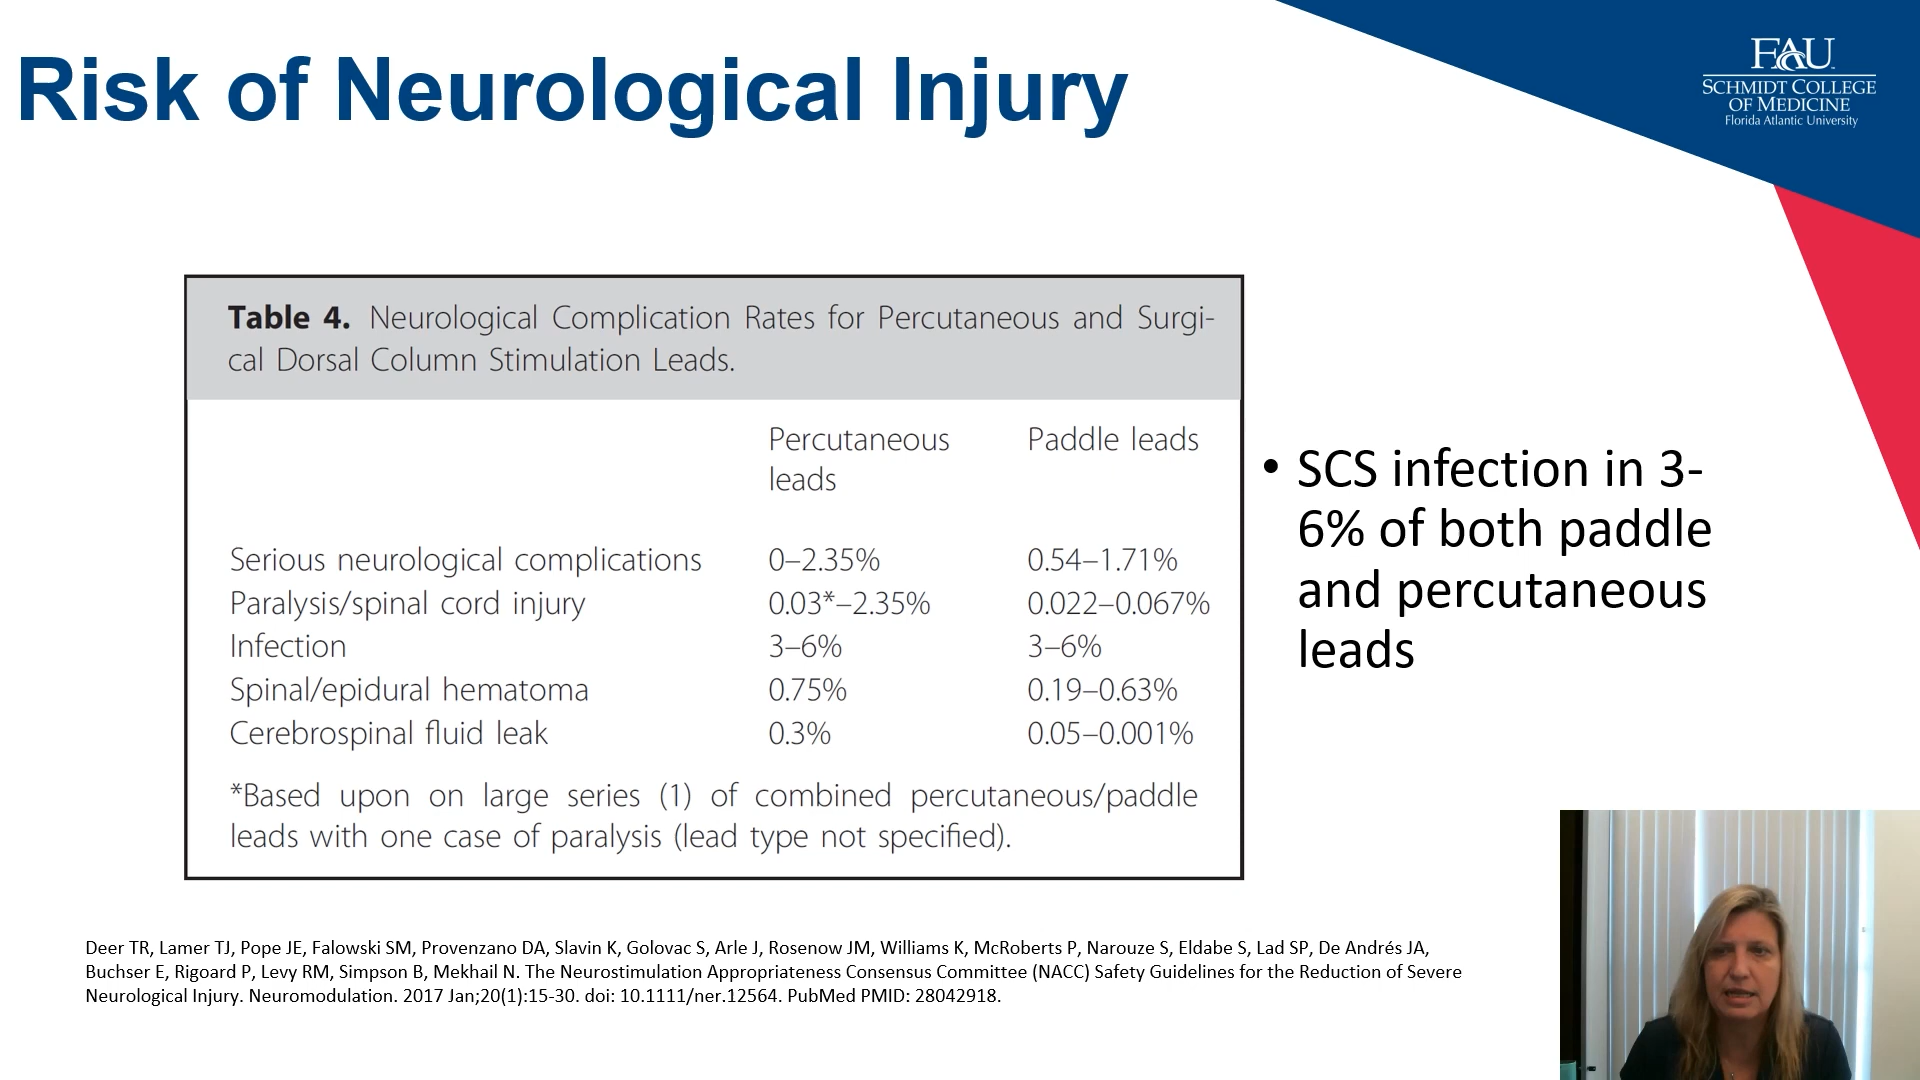 Risk of Neurological Injury
FAU
SCHMIDT COLLEGE
OF MEDICINE
Florida Atlantic University
Table 4. Neurological Complication Rates for Percutaneous and Surgi-
cal Dorsal Column Stimulation Leads.
Percutaneous leads Paddle leads
Serious neurological complications 0–2.35% 0.54–1.71%
Paralysis/spinal cord injury 0.03*–2.35% 0.022–0.067%
Infection 3–6% 3–6%
Spinal/epidural hematoma 0.75% 0.19–0.63%
Cerebrospinal fluid leak 0.3% 0.05–0.001%
*Based upon on large series (1) of combined percutaneous/paddle
leads with one case of paralysis (lead type not specified).
• SCS infection in 3-
6% of both paddle
and percutaneous
leads
Deer TR, Lamer TJ, Pope JE, Falowski SM, Provenzano DA, Slavin K, Golovac S, Arle J, Rosenow JM, Williams K, McRoberts P, Narouze S, Eldabe S, Lad SP, De Andrés JA,
Buchser E, Rigoard P, Levy RM, Simpson B, Mekhail N. The Neurostimulation Appropriateness Consensus Committee (NACC) Safety Guidelines for the Reduction of Severe
Neurological Injury. Neuromodulation. 2017 Jan;20(1):15-30. doi: 10.1111/ner.12564. PubMed PMID: 28042918.